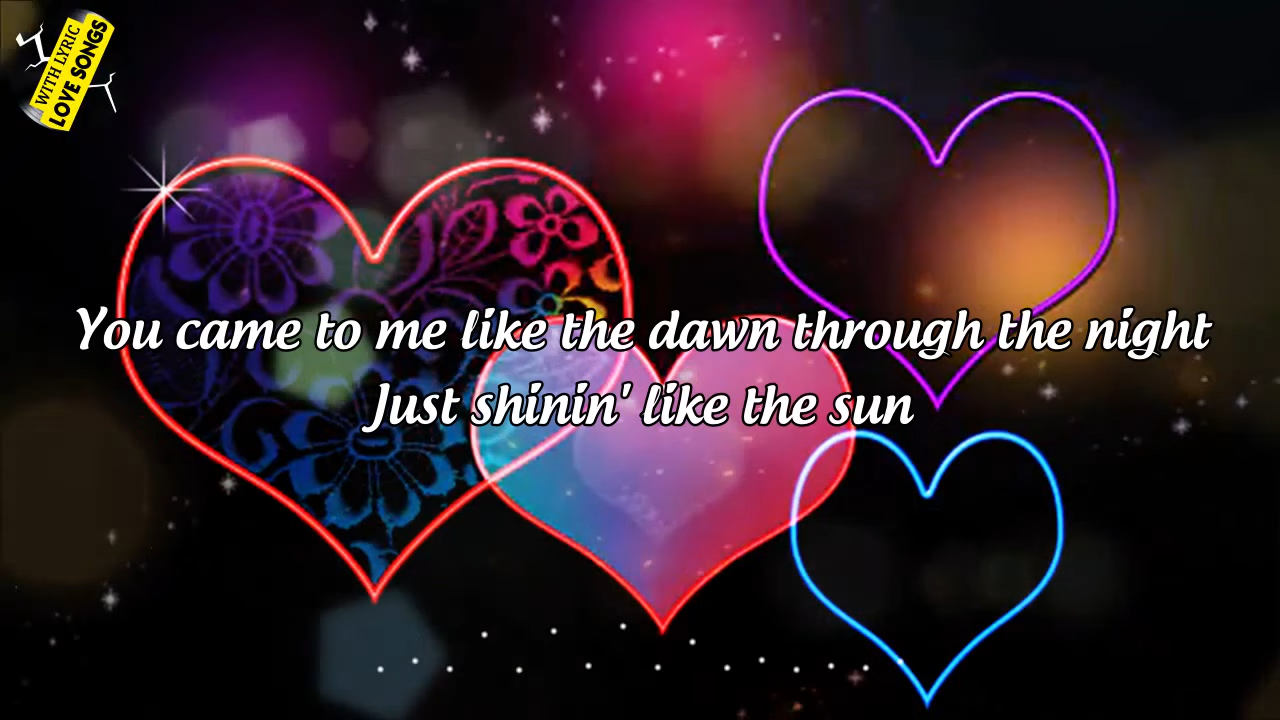 WITH LYRIC
LOVE SONGS
You came to me like the dawn through the night
Just shinin' like the sun